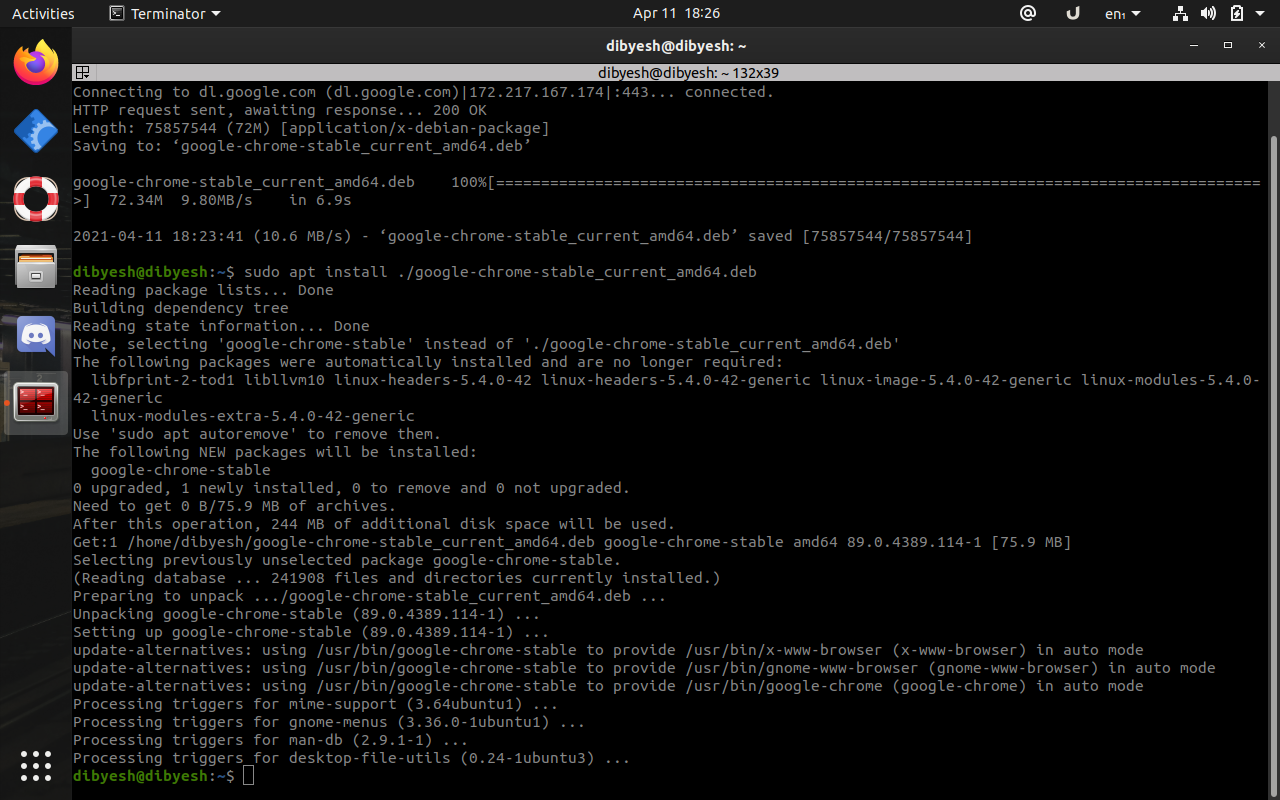 Activities Terminator Apr 11 18:26 en₁
dibyesh@dibyesh: ~
dibyesh@dibyesh: ~ 132x39
Connecting to dl.google.com (dl.google.com)|172.217.167.174|:443... connected.
HTTP request sent, awaiting response... 200 OK
Length: 75857544 (72M) [application/x-debian-package]
Saving to: ‘google-chrome-stable_current_amd64.deb’
google-chrome-stable_current_amd64.deb    100%[=====================================================================================
>]  72.34M  9.80MB/s    in 6.9s
2021-04-11 18:23:41 (10.6 MB/s) - ‘google-chrome-stable_current_amd64.deb’ saved [75857544/75857544]
dibyesh@dibyesh:~$ sudo apt install ./google-chrome-stable_current_amd64.deb
Reading package lists... Done
Building dependency tree
Reading state information... Done
Note, selecting 'google-chrome-stable' instead of './google-chrome-stable_current_amd64.deb'
The following packages were automatically installed and are no longer required:
  libfprint-2-tod1 libllvm10 linux-headers-5.4.0-42 linux-headers-5.4.0-42-generic linux-image-5.4.0-42-generic linux-modules-5.4.0-
42-generic
  linux-modules-extra-5.4.0-42-generic
Use 'sudo apt autoremove' to remove them.
The following NEW packages will be installed:
  google-chrome-stable
0 upgraded, 1 newly installed, 0 to remove and 0 not upgraded.
Need to get 0 B/75.9 MB of archives.
After this operation, 244 MB of additional disk space will be used.
Get:1 /home/dibyesh/google-chrome-stable_current_amd64.deb google-chrome-stable amd64 89.0.4389.114-1 [75.9 MB]
Selecting previously unselected package google-chrome-stable.
(Reading database ... 241908 files and directories currently installed.)
Preparing to unpack .../google-chrome-stable_current_amd64.deb ...
Unpacking google-chrome-stable (89.0.4389.114-1) ...
Setting up google-chrome-stable (89.0.4389.114-1) ...
update-alternatives: using /usr/bin/google-chrome-stable to provide /usr/bin/x-www-browser (x-www-browser) in auto mode
update-alternatives: using /usr/bin/google-chrome-stable to provide /usr/bin/gnome-www-browser (gnome-www-browser) in auto mode
update-alternatives: using /usr/bin/google-chrome-stable to provide /usr/bin/google-chrome (google-chrome) in auto mode
Processing triggers for mime-support (3.64ubuntu1) ...
Processing triggers for gnome-menus (3.36.0-1ubuntu1) ...
Processing triggers for man-db (2.9.1-1) ...
Processing triggers for desktop-file-utils (0.24-1ubuntu3) ...
dibyesh@dibyesh:~$